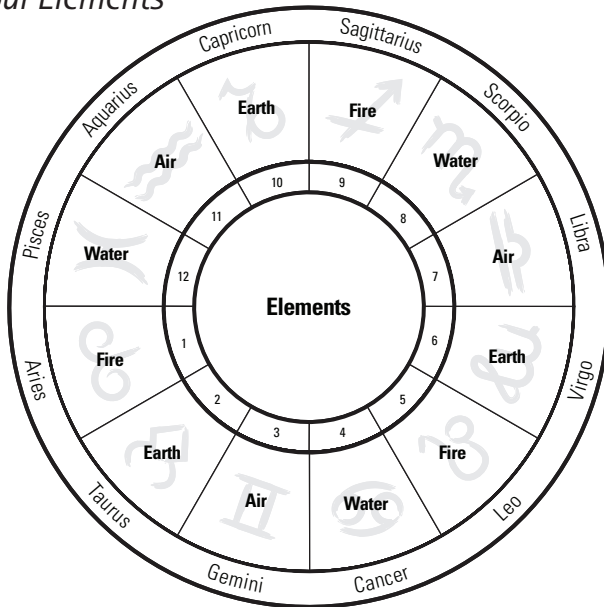 Elements
Capricorn
Sagittarius
Aquarius
Scorpio
Earth
Fire
Air
Water
10
9
11
8
Pisces
Libra
Water
Air
12
7
Elements
Aries
Virgo
Fire
Earth
1
6
2
5
Earth
Fire
3
4
Air
Water
Taurus
Leo
Gemini
Cancer